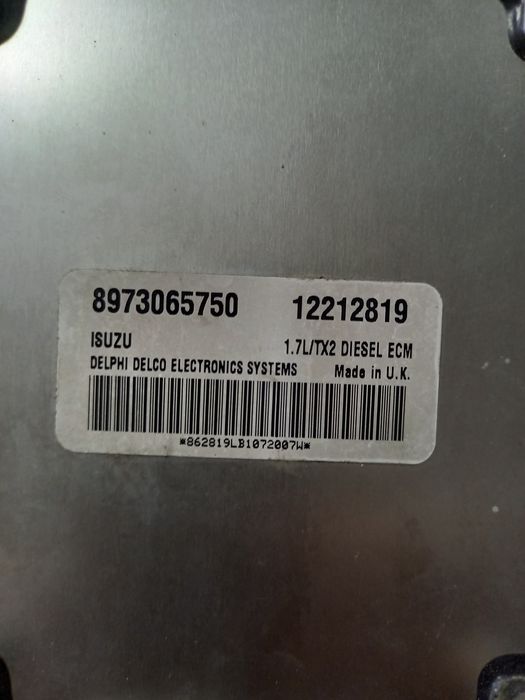 8973065750 12212819
ISUZU 1.7L/TX2 DIESEL ECM
DELPHI DELCO ELECTRONICS SYSTEMS Made in U.K.
*862819LB1072007W*